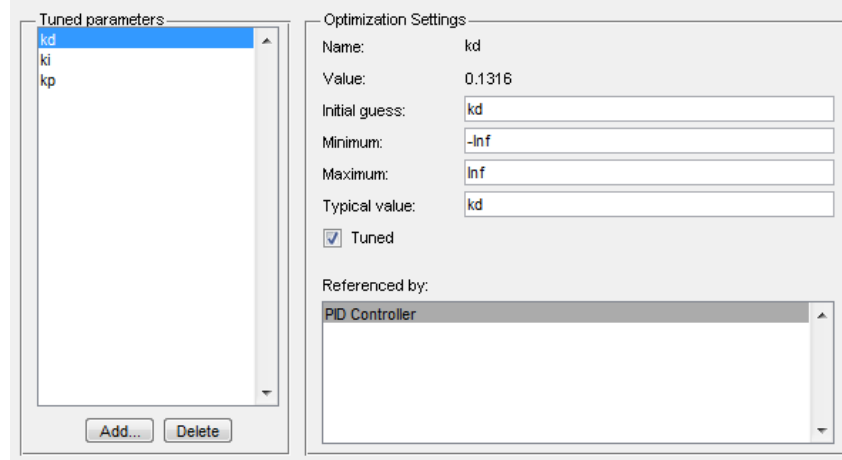 Tuned parameters
kd
ki
kp
Add...
Delete
Optimization Settings
Name: kd
Value: 0.1316
Initial guess: kd
Minimum: -Inf
Maximum: Inf
Typical value: kd
Tuned
Referenced by:
PID Controller